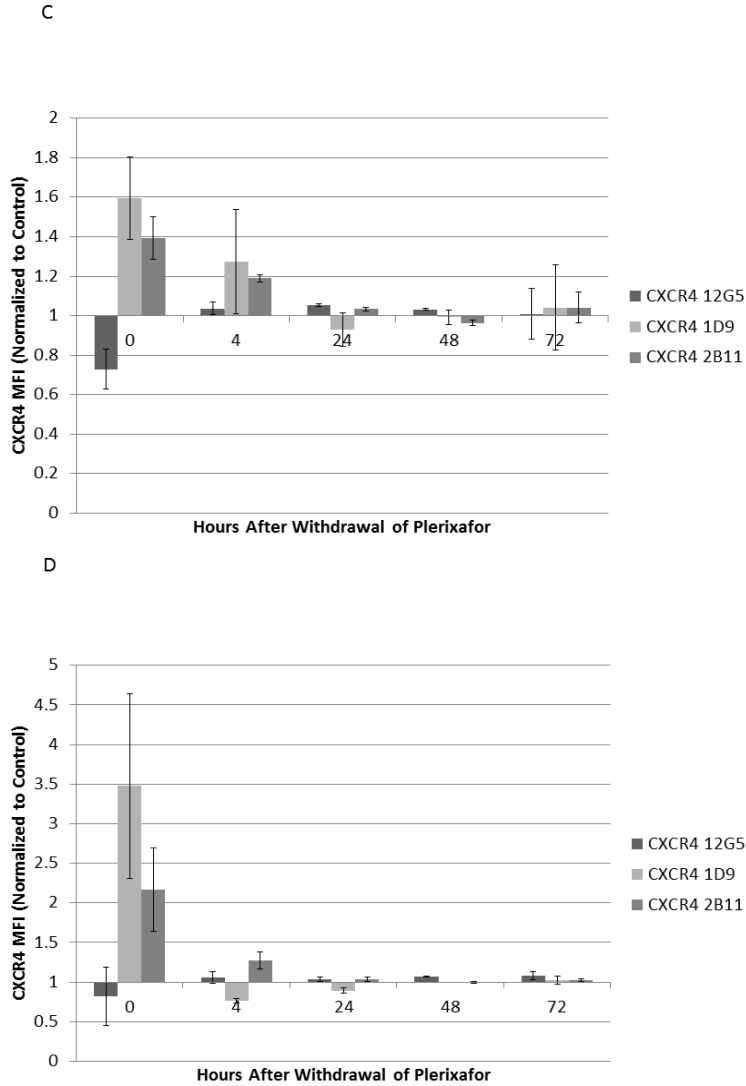 C
2
1.8
1.6
1.4
1.2
1
0.8
0.6
0.4
0.2
0
CXCR4 MFI (Normalized to Control)
0 4 24 48 72
Hours After Withdrawal of Plerixafor
CXCR4 12G5
CXCR4 1D9
CXCR4 2B11
D
5
4.5
4
3.5
3
2.5
2
1.5
1
0.5
0
CXCR4 MFI (Normalized to Control)
0 4 24 48 72
Hours After Withdrawal of Plerixafor
CXCR4 12G5
CXCR4 1D9
CXCR4 2B11